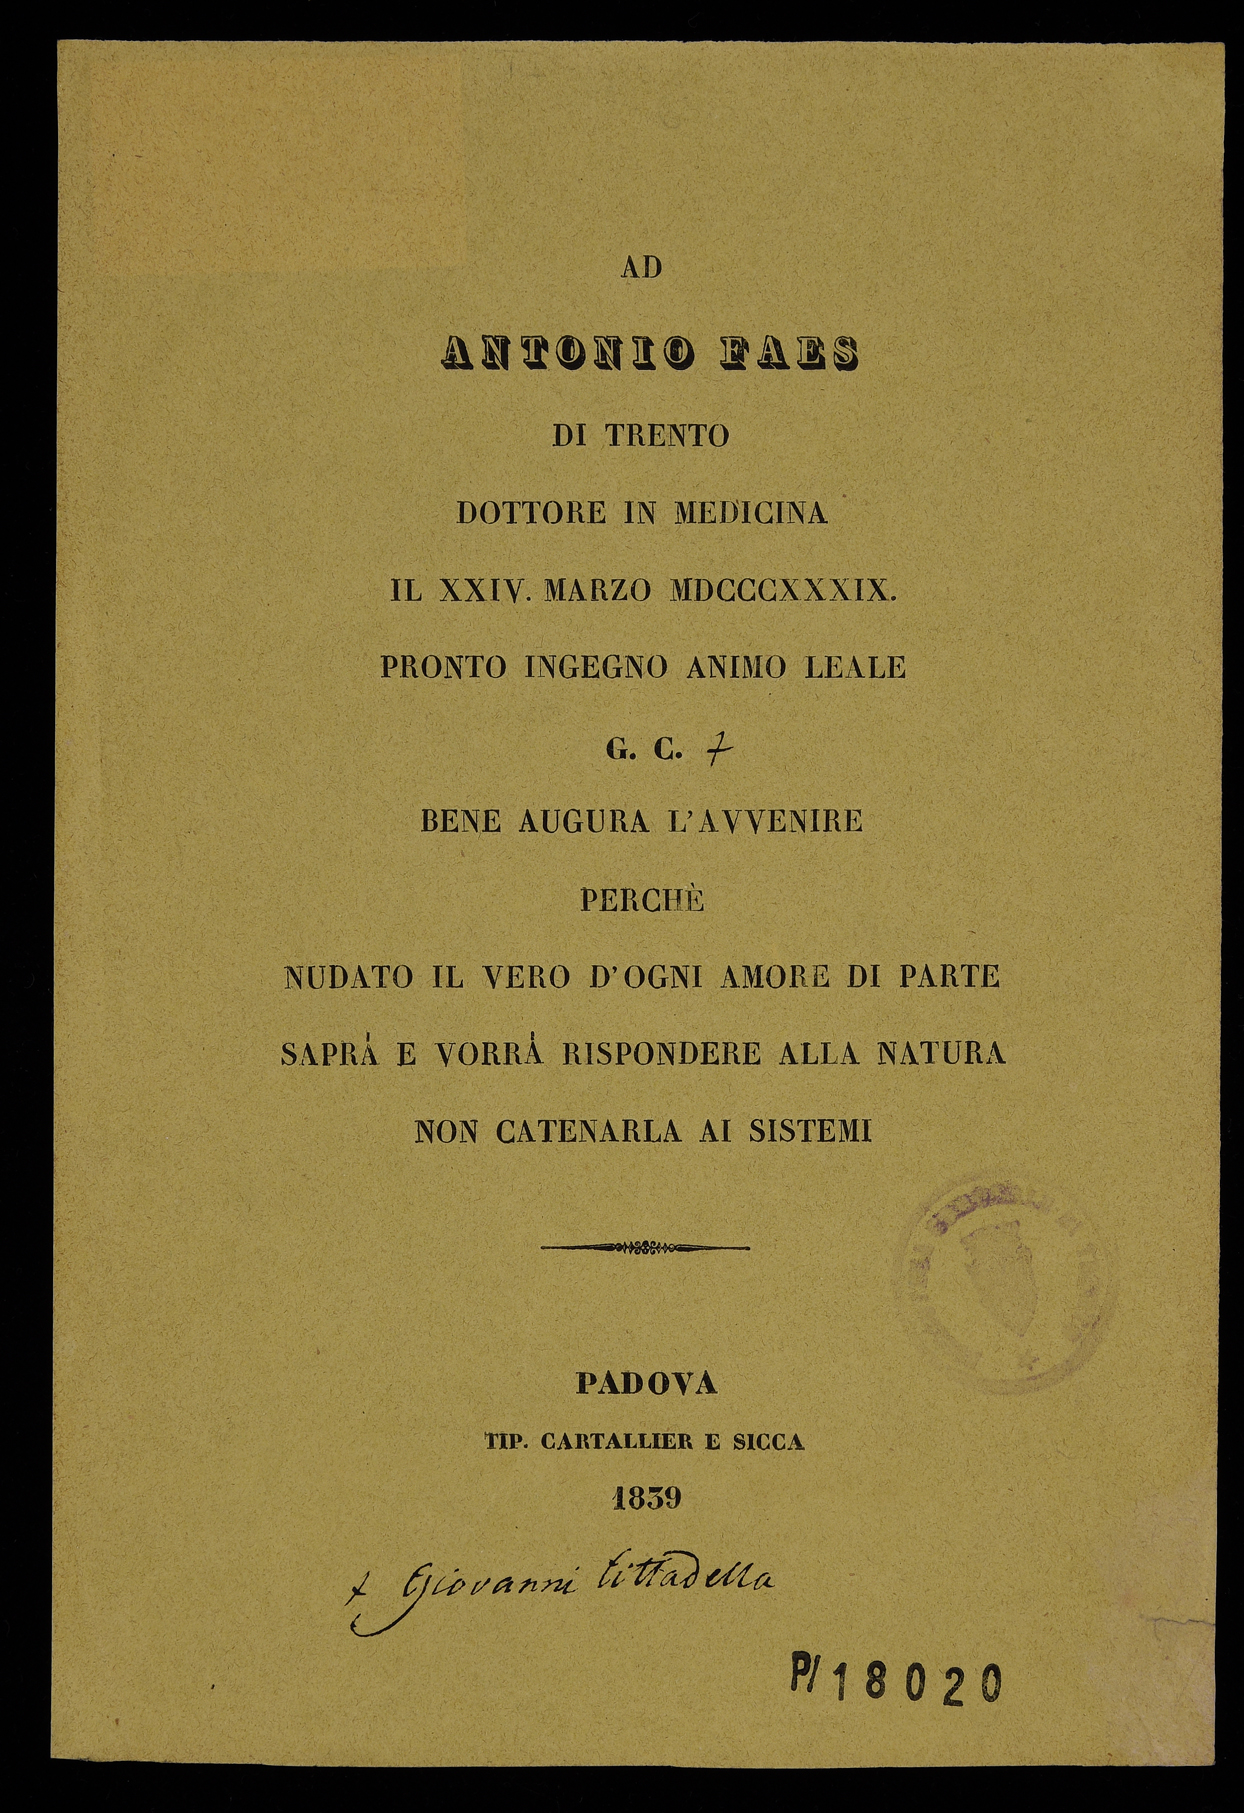 AD
ANTONIO FAES
DI TRENTO
DOTTORE IN MEDICINA
IL XXIV. MARZO MDCCCXXXIX.
PRONTO INGEGNO ANIMO LEALE
G. C. +
BENE AUGURA L'AVVENIRE
PERCHÈ
NUDATO IL VERO D'OGNI AMORE DI PARTE
SAPRÀ E VORRÀ RISPONDERE ALLA NATURA
NON CATENARLA AI SISTEMI
PADOVA
TIP. CARTALLIER E SICCA
1839
+ Giovanni Cittadella
P/18020